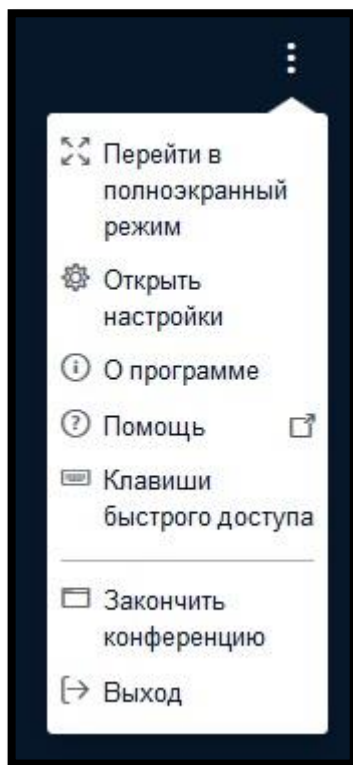 Перейти в
полноэкранный
режим
Открыть
настройки
О программе
Помощь
Клавиши
быстрого доступа
Закончить
конференцию
Выход